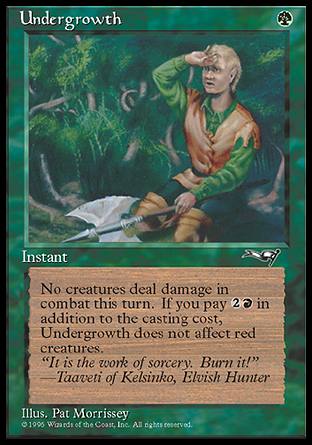 Undergrowth
Instant
No creatures deal damage in
combat this turn. If you pay 2 in
addition to the casting cost,
Undergrowth does not affect red
creatures.
"It is the work of sorcery. Burn it!"
—Taaveti of Kelsinko, Elvish Hunter
Illus. Pat Morrissey
© 1996 Wizards of the Coast, Inc. All rights reserved.